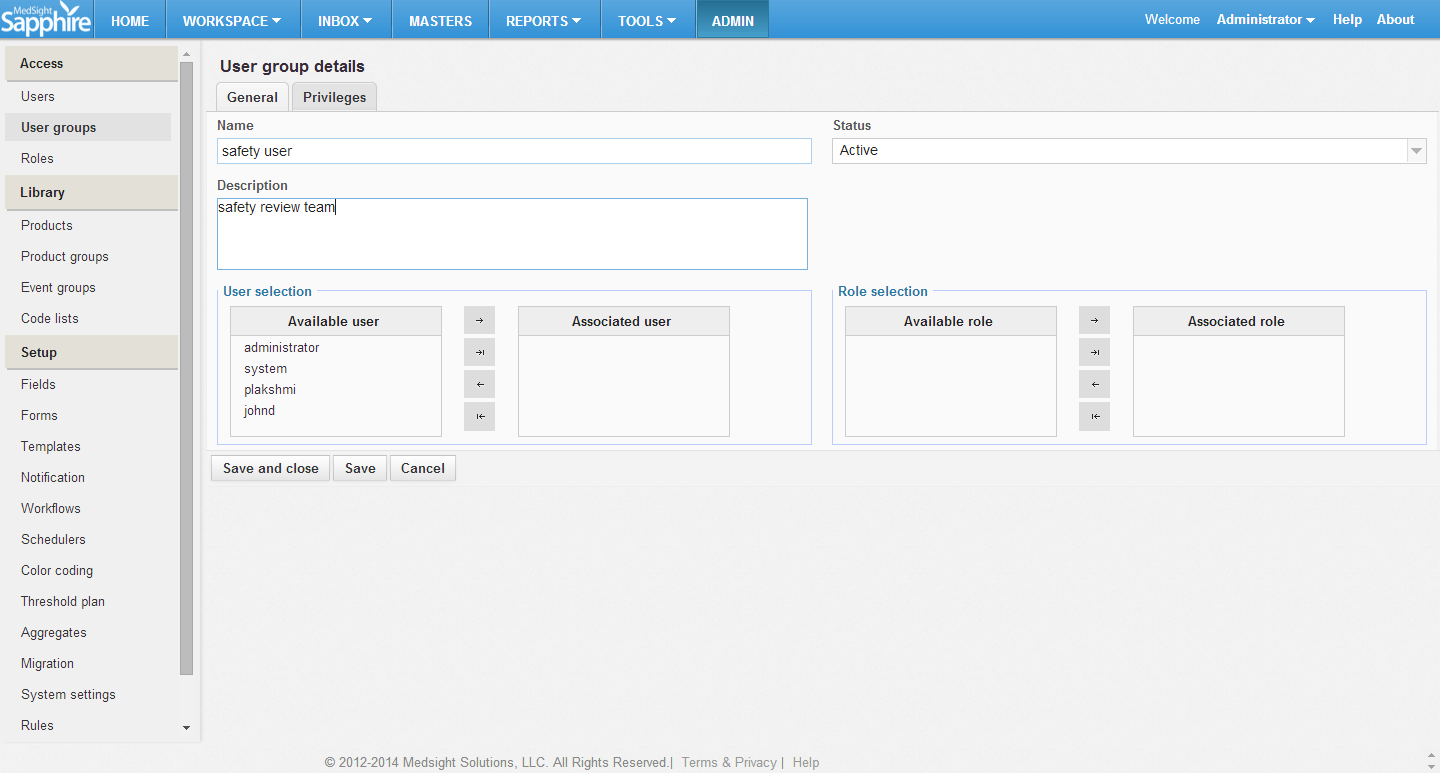 MedSight
Sapphire
HOME WORKSPACE INBOX MASTERS REPORTS TOOLS ADMIN Welcome Administrator Help About
Access
Users
User groups
Roles
Library
Products
Product groups
Event groups
Code lists
Setup
Fields
Forms
Templates
Notification
Workflows
Schedulers
Color coding
Threshold plan
Aggregates
Migration
System settings
Rules
User group details
General Privileges
Name Status
safety user Active
Description
safety review team
User selection Role selection
Available user Associated user Available role Associated role
administrator
system
plakshmi
johnd
Save and close Save Cancel
© 2012-2014 Medsight Solutions, LLC. All Rights Reserved.| Terms & Privacy | Help